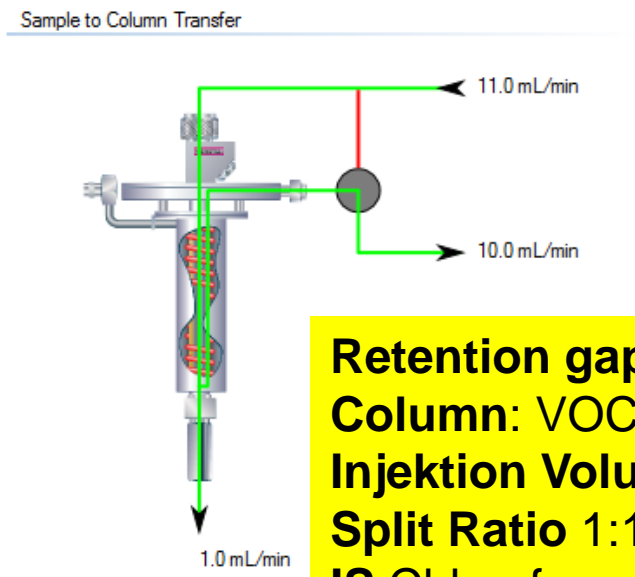 Sample to Column Transfer
11.0 mL/min
10.0 mL/min
Retention gap
Column: VOC
Injektion Volu
Split Ratio 1:1
IS
1.0 mL/min